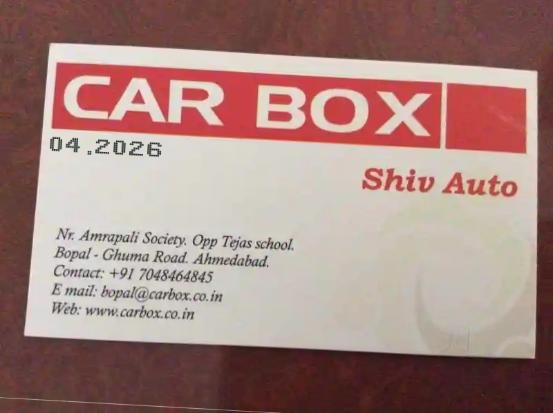 CAR BOX
04.2026
Shiv Auto
Nr. Amrapali Society. Opp Tejas school.
Bopal - Ghuma Road. Ahmedabad.
Contact: +91 7048464845
E mail: bopal@carbox.co.in
Web: www.carbox.co.in